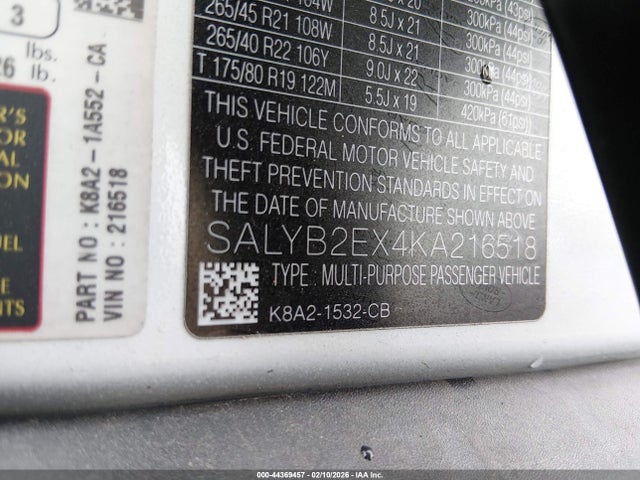 3
lbs.
26 lb.
PART NO : K8A2-1A552-CA
VIN NO : 216518
265/45 R21 108W 8.5J x 21 300kPa (44psi)
265/40 R22 106Y 9.0J x 22 300kPa (44psi)
T 175/80 R19 122M 5.5J x 19 420kPa (61psi)
THIS VEHICLE CONFORMS TO ALL APPLICABLE
U.S. FEDERAL MOTOR VEHICLE SAFETY AND
THEFT PREVENTION STANDARDS IN EFFECT ON
THE DATE OF MANUFACTURE SHOWN ABOVE
SALYB2EX4KA216518
TYPE : MULTI-PURPOSE PASSENGER VEHICLE
K8A2-1532-CB
000-44369457 - 02/10/2026 - IAA, Inc.